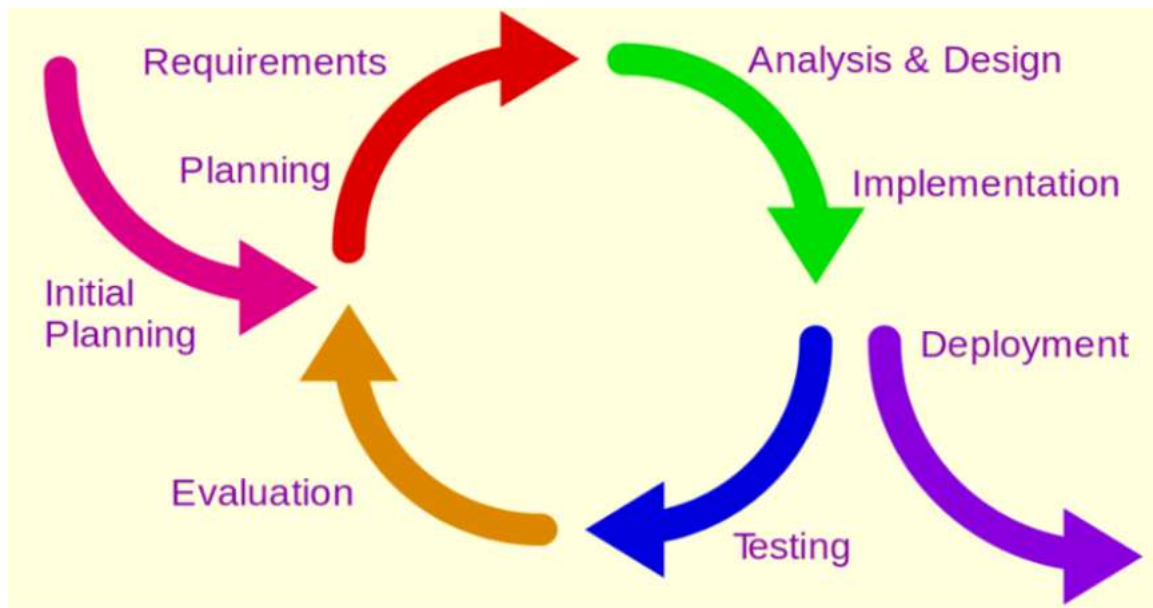 Requirements
Analysis & Design
Planning
Implementation
Initial
Planning
Deployment
Evaluation
Testing